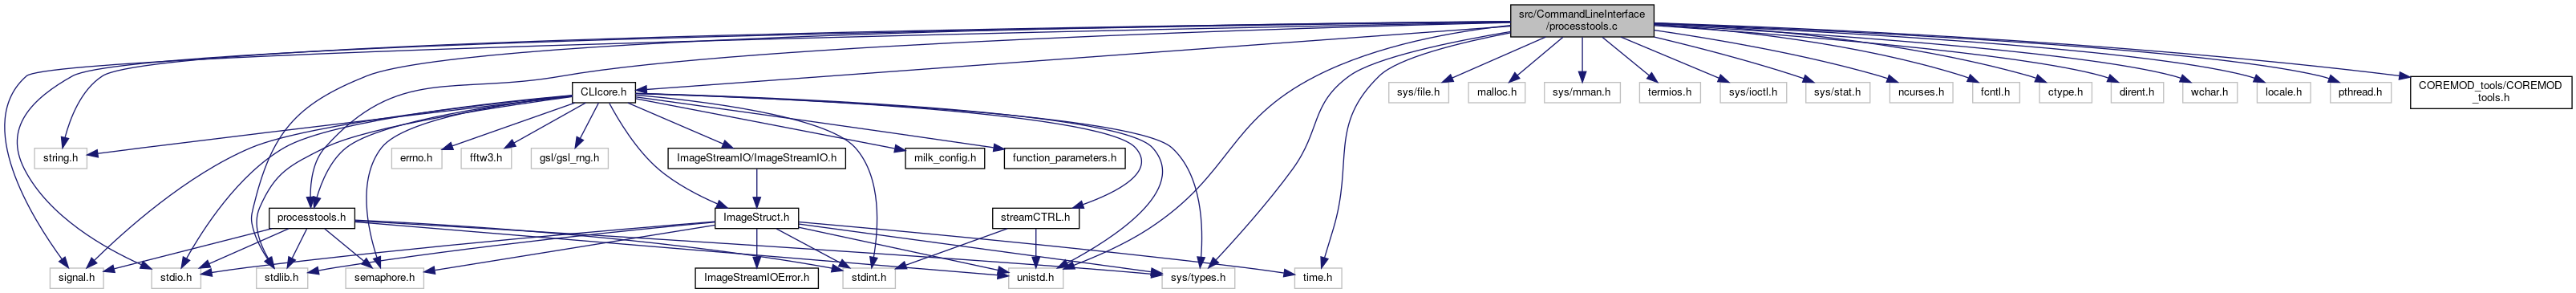 src/CommandLineInterface
/processtools.c
CLIcore.h
sys/file.h
malloc.h
sys/mman.h
termios.h
sys/ioctl.h
sys/stat.h
ncurses.h
fcntl.h
ctype.h
dirent.h
wchar.h
locale.h
pthread.h
COREMOD_tools/COREMOD
_tools.h
string.h
errno.h
fftw3.h
gsl/gsl_rng.h
ImageStreamIO/ImageStreamIO.h
milk_config.h
function_parameters.h
processtools.h
ImageStruct.h
streamCTRL.h
signal.h
stdio.h
stdlib.h
semaphore.h
ImageStreamIOError.h
stdint.h
unistd.h
sys/types.h
time.h